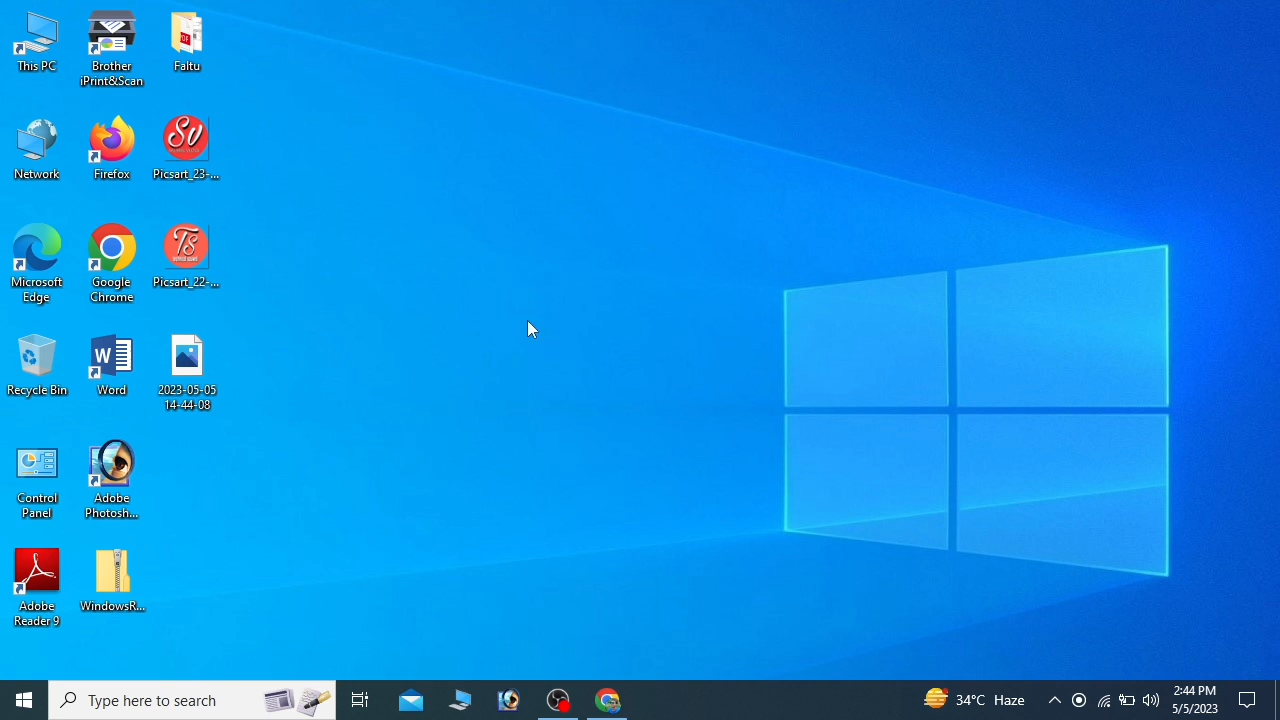 This PC
Brother
iPrint&Scan
Faltu
Network
Firefox
Picsart_23-...
Microsoft
Edge
Google
Chrome
Picsart_22-...
Recycle Bin
Word
2023-05-05
14-44-08
Control
Panel
Adobe
Photosh...
Adobe
Reader 9
WindowsR...
Type here to search
34°C Haze
2:44 PM
5/5/2023